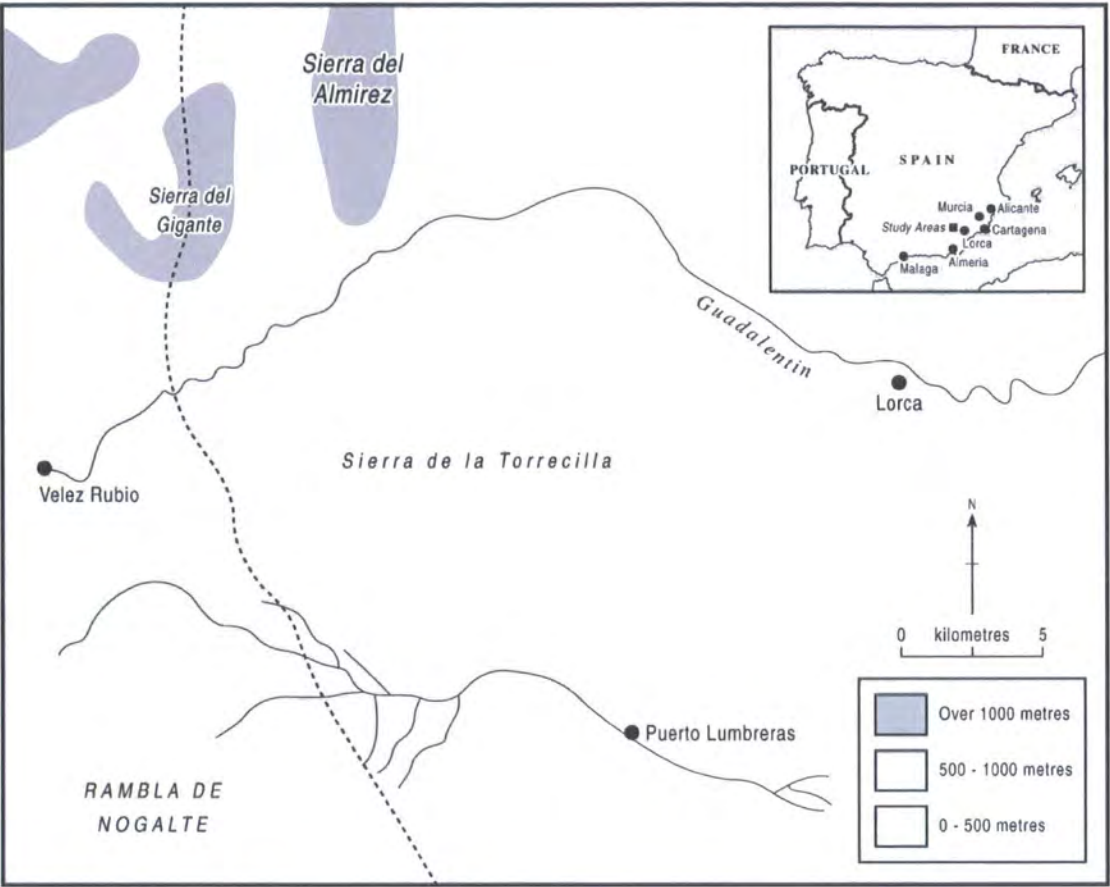 Sierra del
Almirez
Sierra del
Gigante
FRANCE
SPAIN
PORTUGAL
Murcia
Alicante
Study Areas
Cartagena
Lorca
Almeria
Malaga
Guadalentin
Lorca
Sierra de la Torrecilla
Velez Rubio
N
0 kilometres 5
Over 1000 metres
500 - 1000 metres
0 - 500 metres
Puerto Lumbreras
RAMBLA DE
NOGALTE